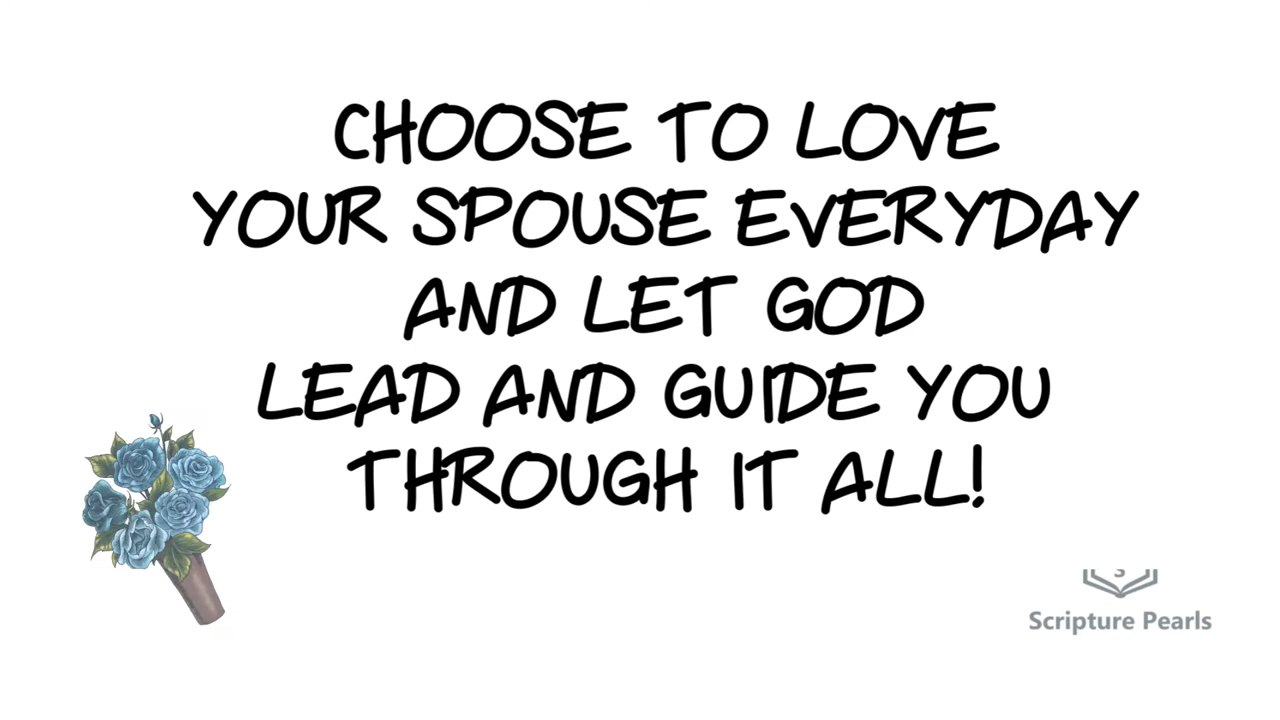 CHOOSE TO LOVE
YOUR SPOUSE EVERYDAY
AND LET GOD
LEAD AND GUIDE YOU
THROUGH IT ALL!
S
Scripture Pearls